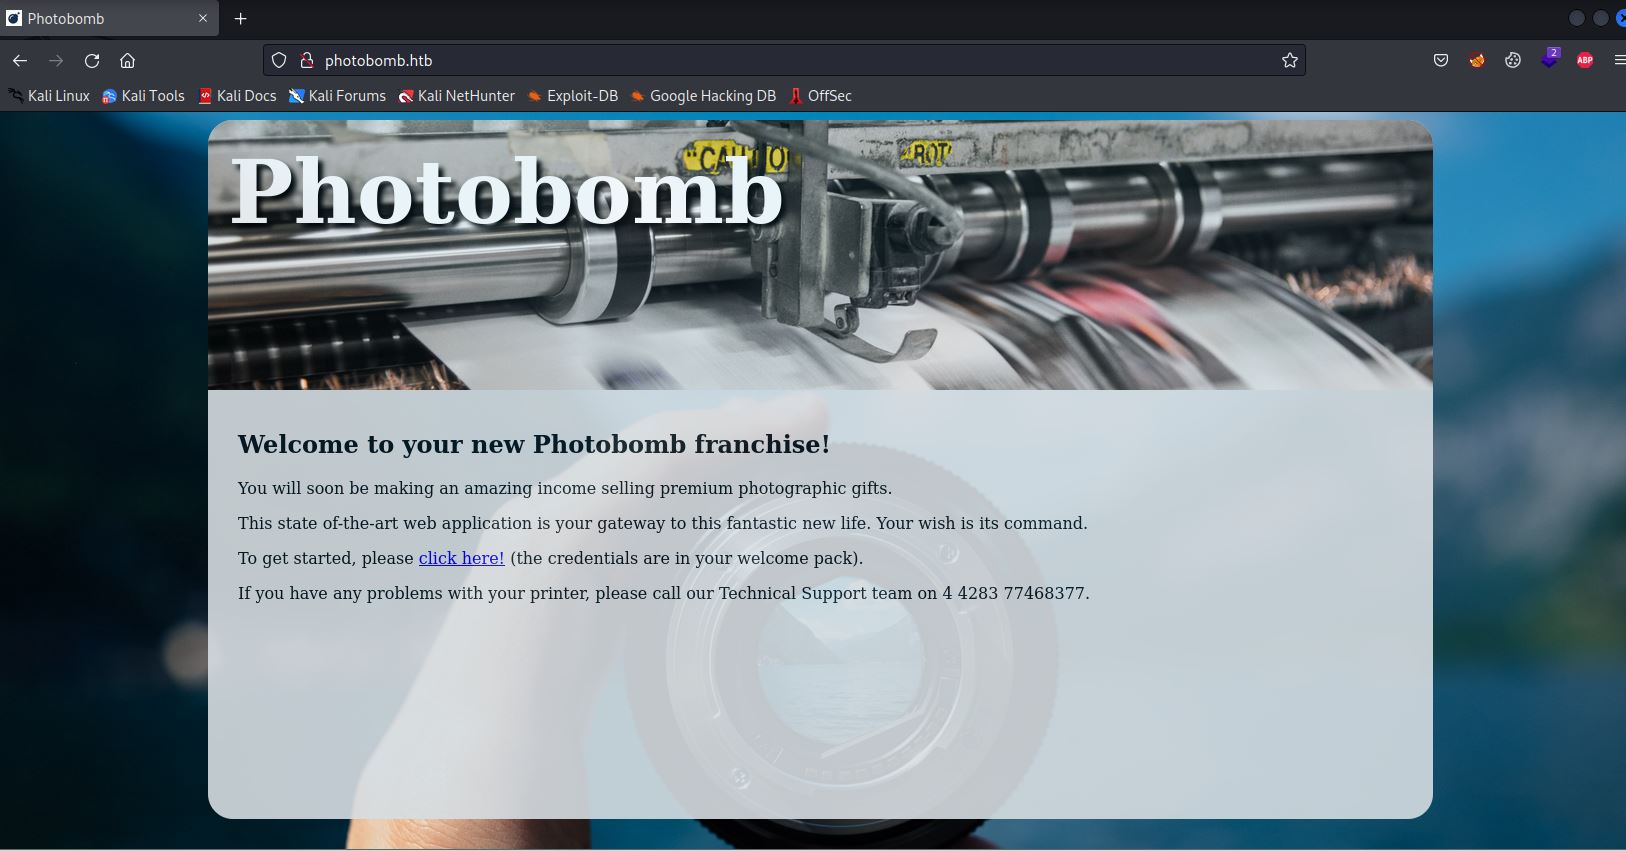 Photobomb
photobomb.htb
2
ABP
Kali Linux Kali Tools Kali Docs Kali Forums Kali NetHunter Exploit-DB Google Hacking DB OffSec
Photobomb
Welcome to your new Photobomb franchise!
You will soon be making an amazing income selling premium photographic gifts.
This state of-the-art web application is your gateway to this fantastic new life. Your wish is its command.
To get started, please click here! (the credentials are in your welcome pack).
If you have any problems with your printer, please call our Technical Support team on 4 4283 77468377.